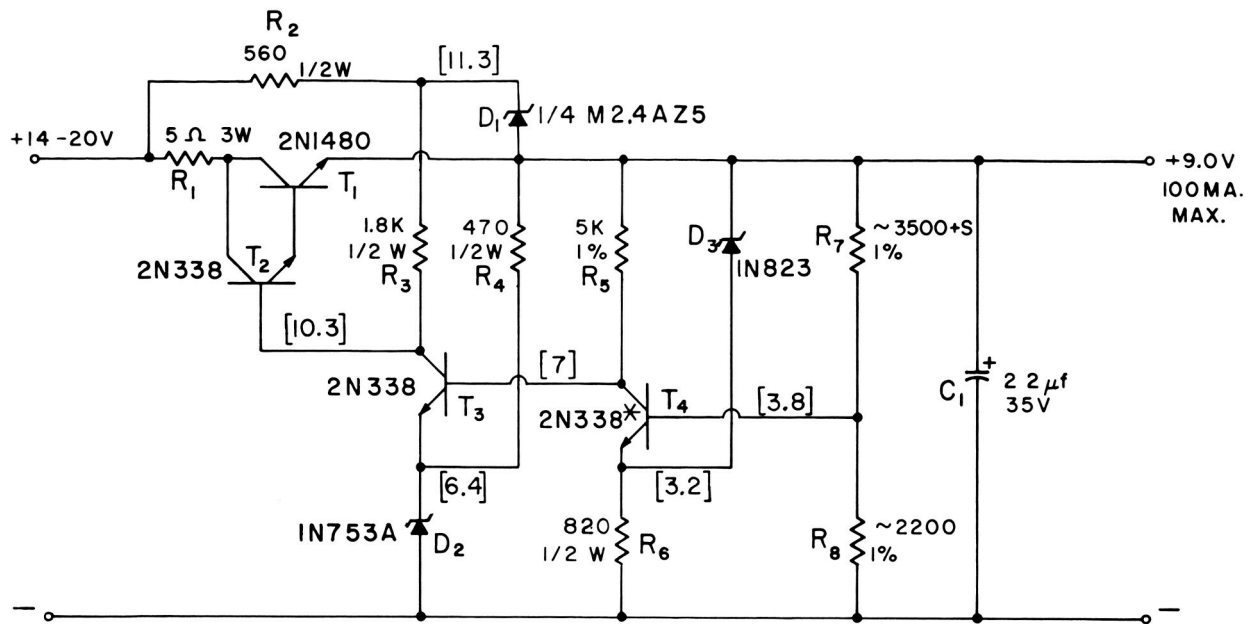 R2
560
1/2W
[11.3]
D1
1/4 M2.4AZ5
+14-20V
5Ω 3W
2N1480
R1
T1
+9.0V
100MA.
MAX.
T2
2N338
1.8K
1/2 W
R3
470
1/2W
R4
5K
1%
R5
D3
1N823
R7
~3500+S
1%
[10.3]
2N338
T3
[7]
2N338*
T4
[3.8]
C1
+
22µf
35V
[6.4]
[3.2]
1N753A
D2
820
1/2 W
R6
R8
~2200
1%
–
–